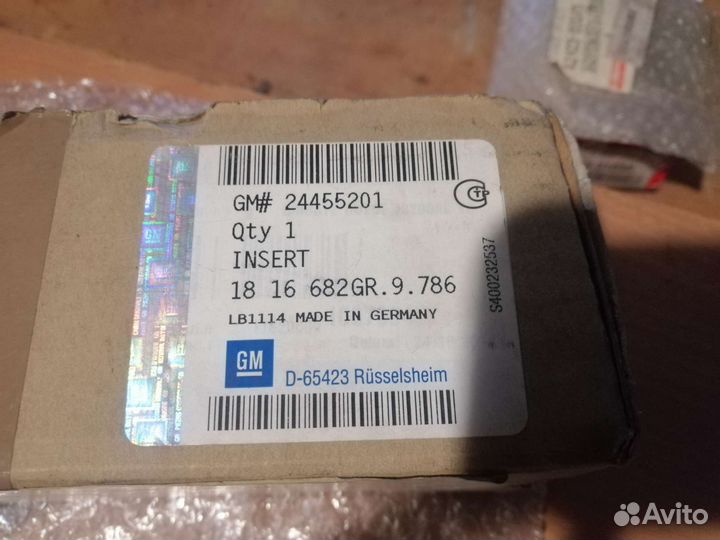 GM# 24455201
Qty 1
INSERT
18 16 682GR.9.786
LB1114 MADE IN GERMANY
GM
D-65423 Rüsselsheim
S400232537
GM
Avito